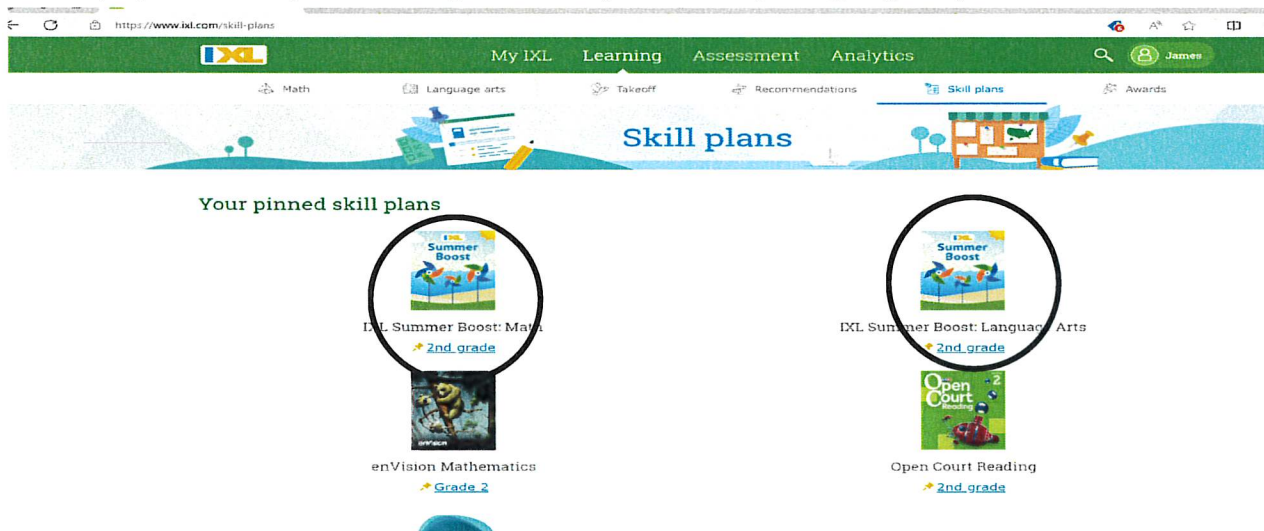 https://www.ixl.com/skill-plans
IXL
My IXL Learning Assessment Analytics
James
Math Language arts Takeoff Recommendations Skill plans Awards
Skill plans
Your pinned skill plans
IXL
Summer
Boost
IXL
Summer
Boost
IXL Summer Boost: Math
IXL Summer Boost: Language Arts
2nd grade
2nd grade
enVision
Open
Court
Reading
2
enVision Mathematics
Open Court Reading
Grade 2
2nd grade